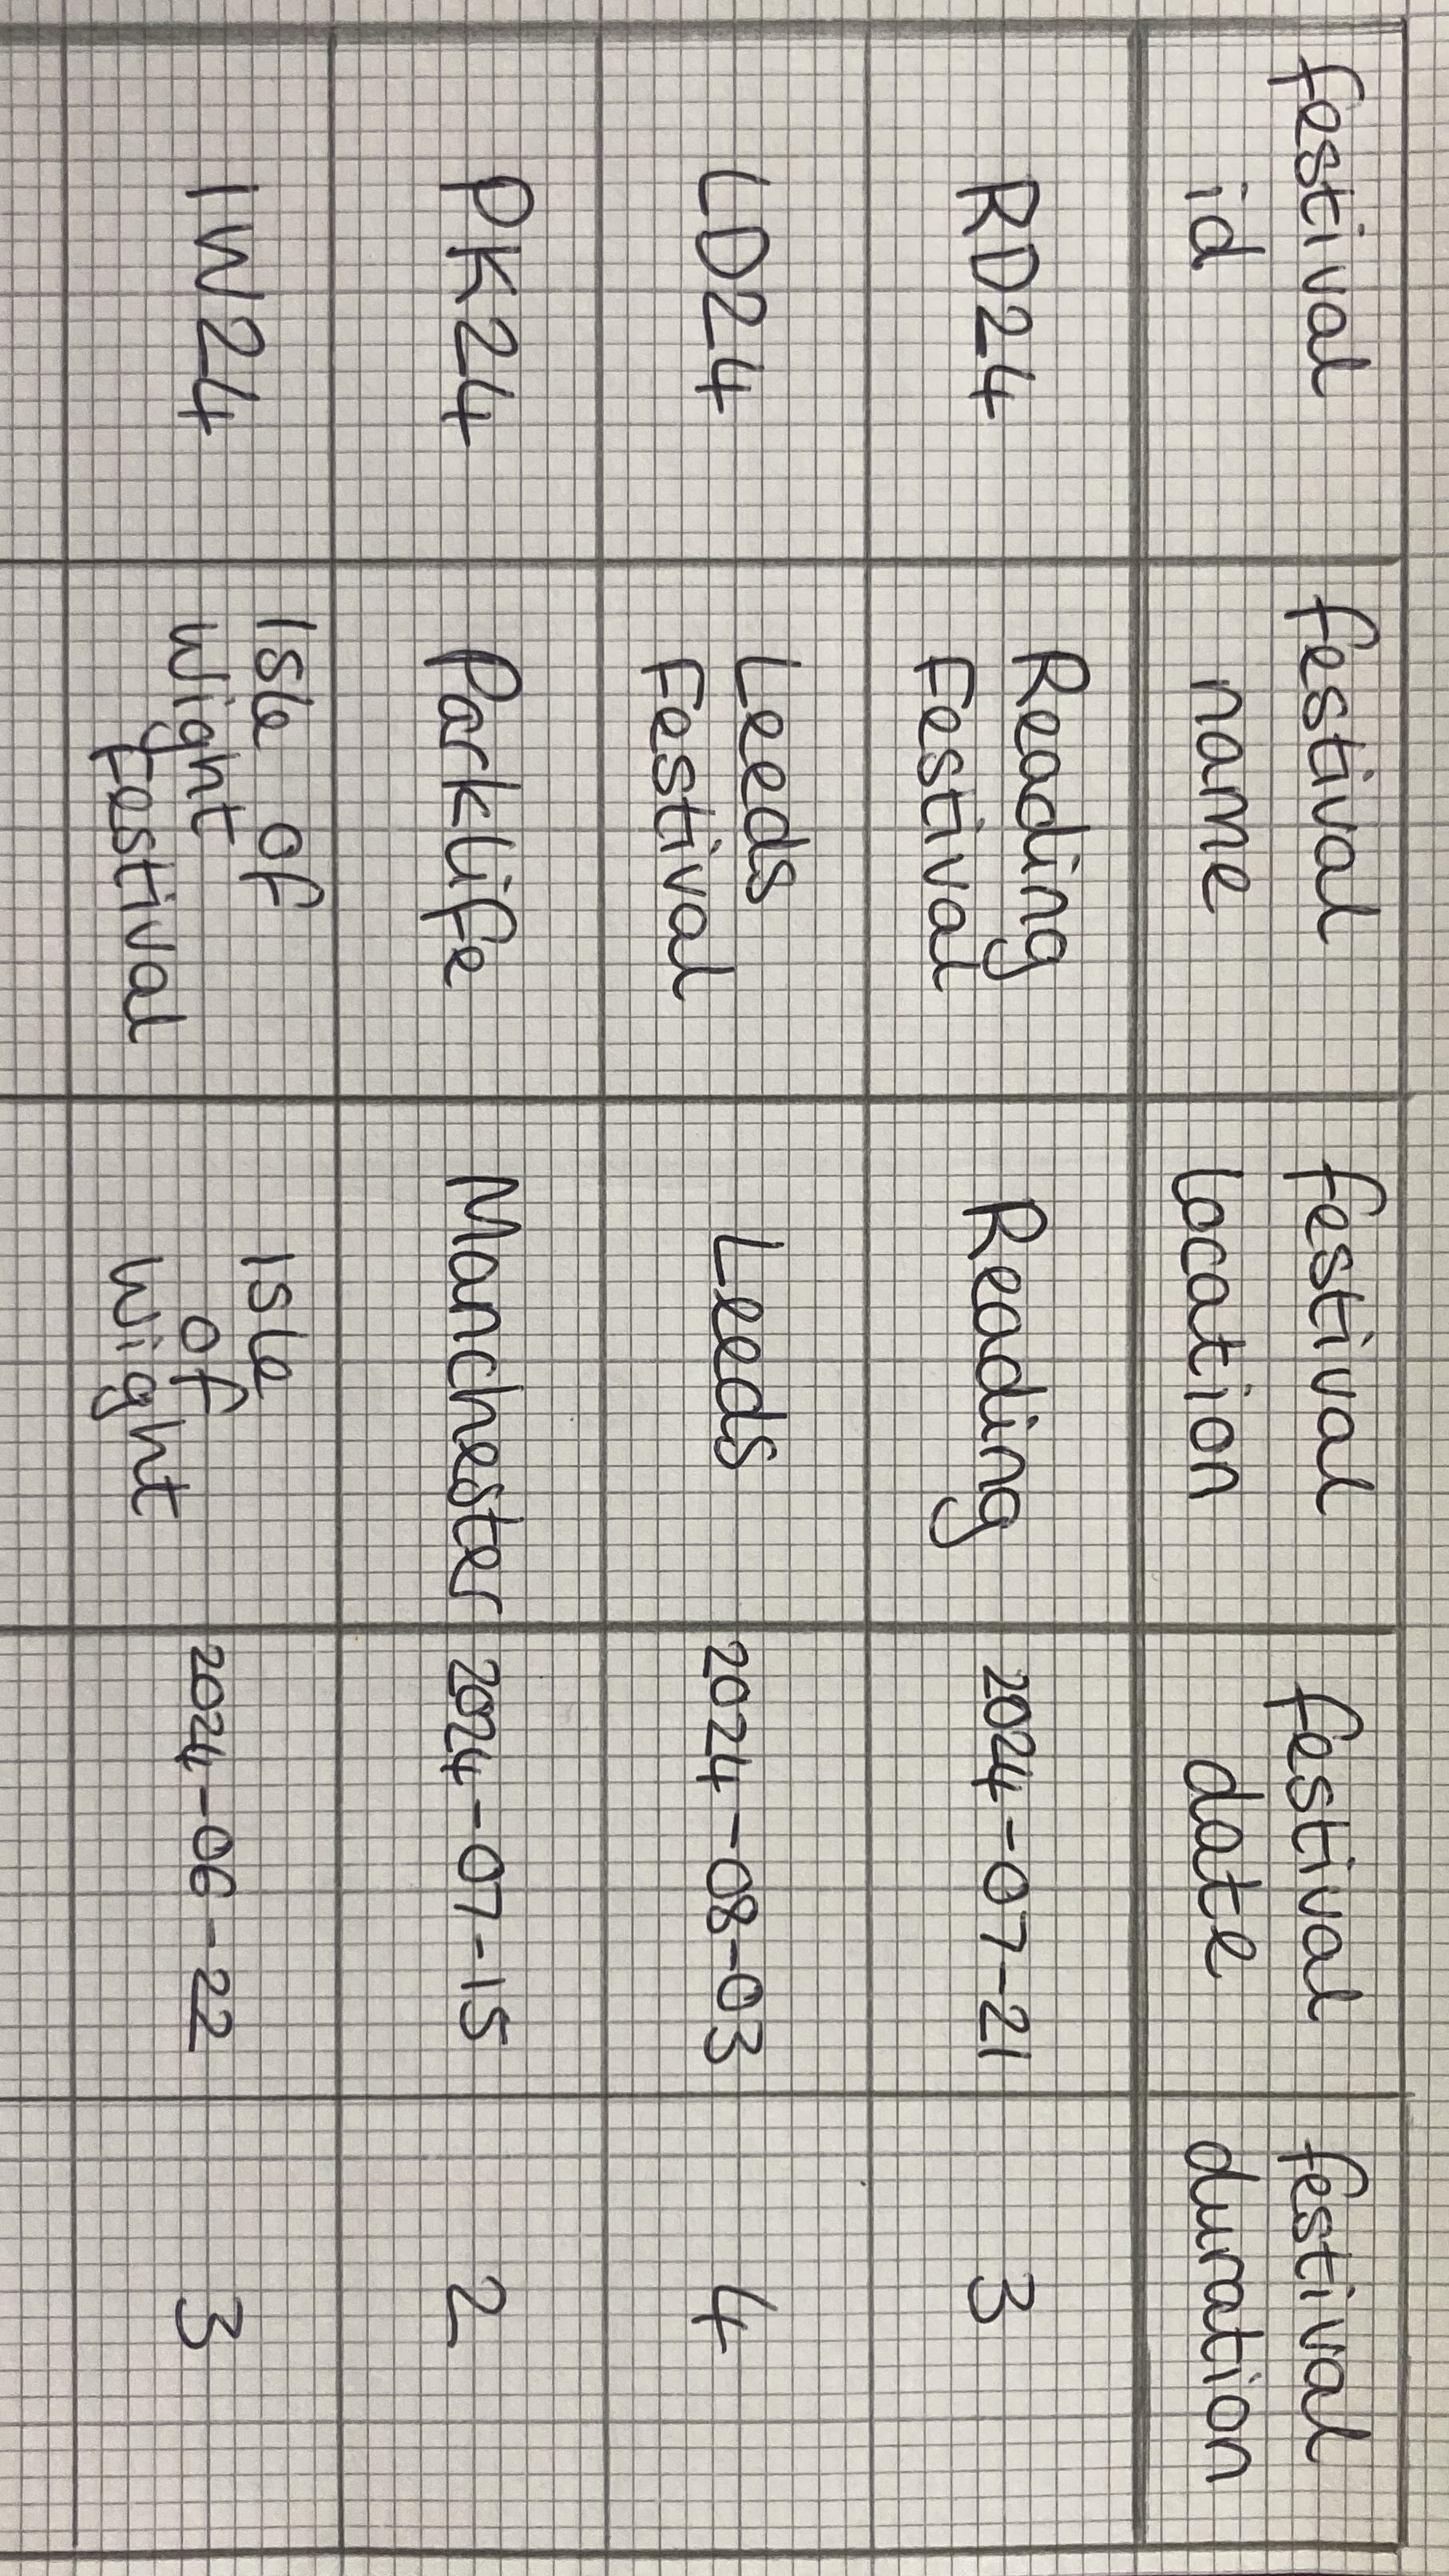 festival id
festival name
festival location
festival date
festival duration
RD24
Reading
Festival
Reading
2024-07-21
3
LD24
Leeds
Festival
Leeds
2024-08-03
4
PK24
Parklife
Manchester
2024-07-15
2
IW24
Isle of
Wight
Festival
Isle
of
Wight
2024-06-22
3